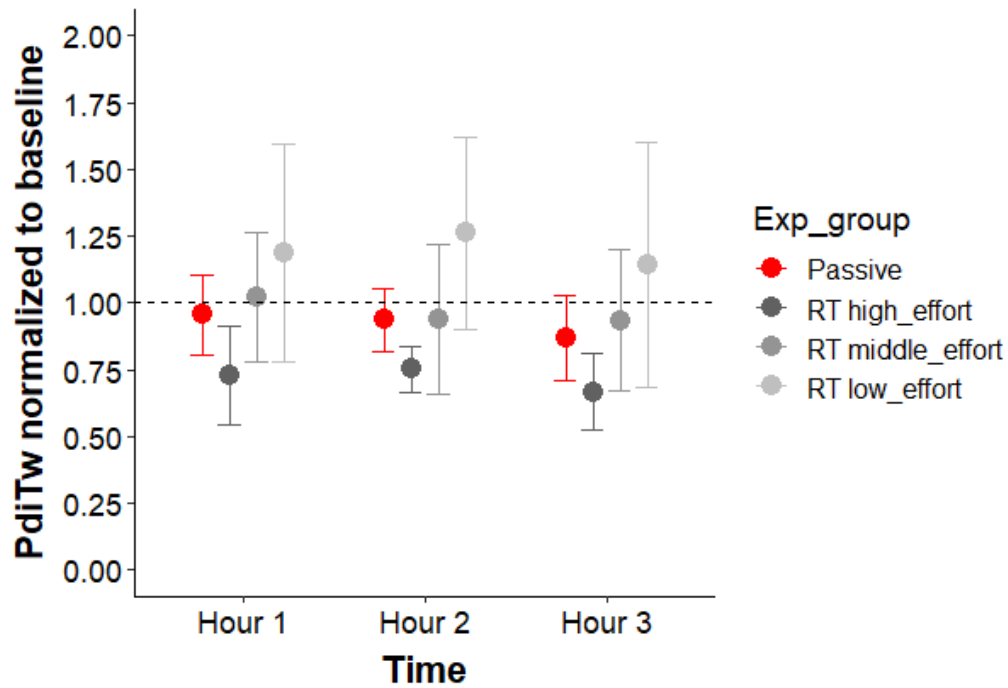 PdiTw normalized to baseline
2.00
1.75
1.50
1.25
1.00
0.75
0.50
0.25
0.00
Hour 1 Hour 2 Hour 3
Time
Exp_group
Passive
RT high_effort
RT middle_effort
RT low_effort